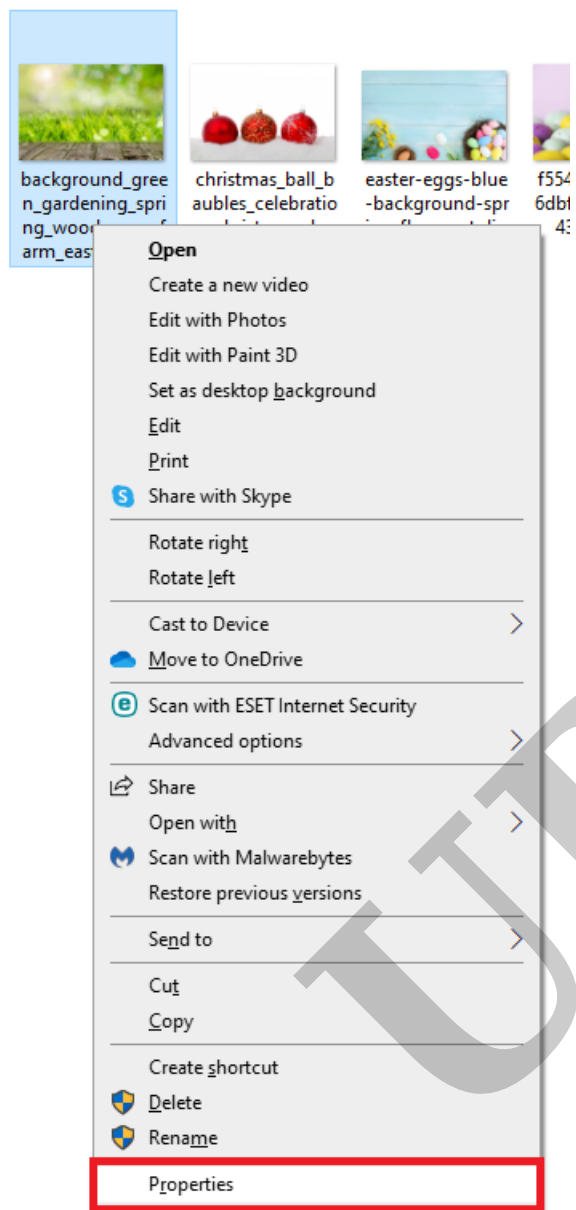 background_gree
n_gardening_spri
arm_eas
christmas_ball_b
aubles_celebratio
easter-eggs-blue
-background-spr
f554
6dbf
43
Open
Create a new video
Edit with Photos
Edit with Paint 3D
Set as desktop background
Edit
Print
Share with Skype
Rotate right
Rotate left
Cast to Device
Move to OneDrive
Scan with ESET Internet Security
Advanced options
Share
Open with
Scan with Malwarebytes
Restore previous versions
Send to
Cut
Copy
Create shortcut
Delete
Rename
Properties